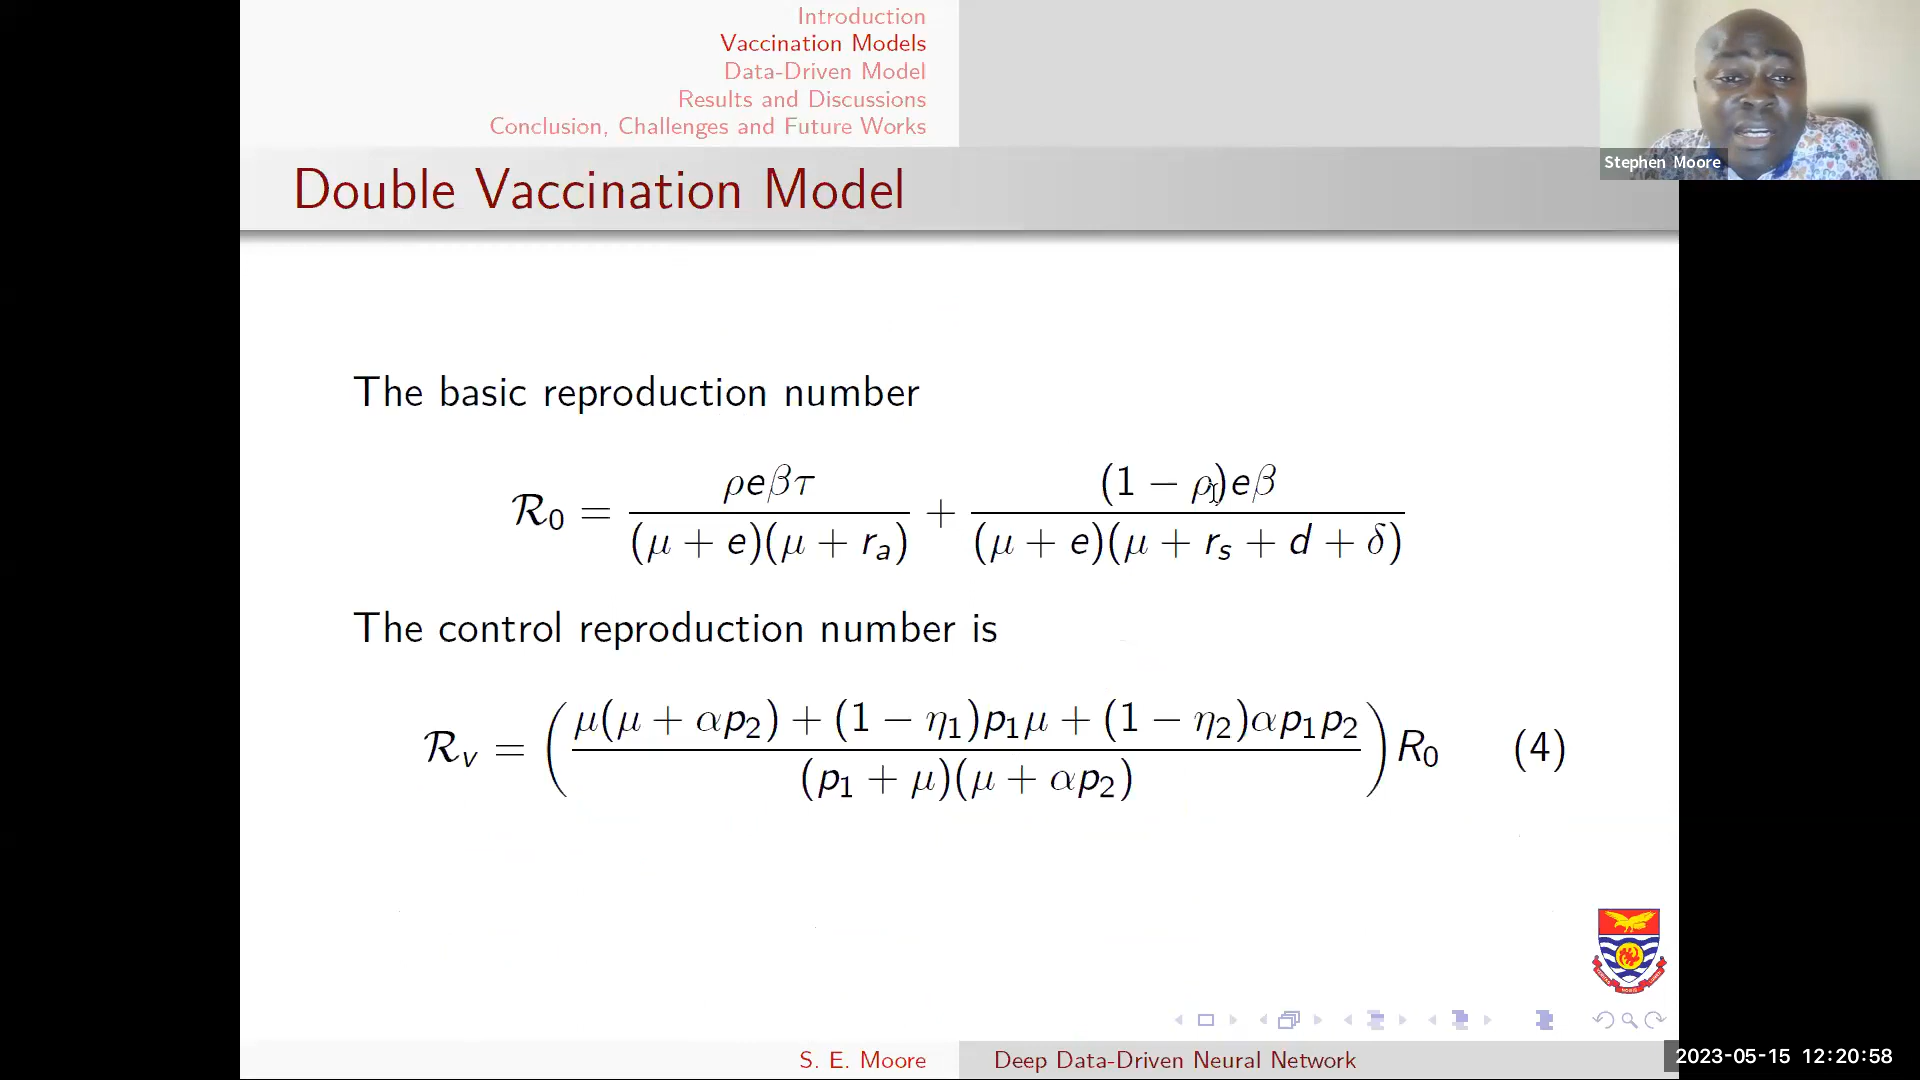 Introduction
Vaccination Models
Data-Driven Model
Results and Discussions
Conclusion, Challenges and Future Works
Stephen Moore
Double Vaccination Model
The basic reproduction number
ℛ₀ = ρeβτ / (μ + e)(μ + rₐ) + (1 − ρ)eβ / (μ + e)(μ + rₛ + d + δ)
The control reproduction number is
ℛᵥ = ( μ(μ + αp₂) + (1 − η₁)p₁μ + (1 − η₂)αp₁p₂ / (p₁ + μ)(μ + αp₂) ) R₀ (4)
S. E. Moore
Deep Data-Driven Neural Network
2023-05-15 12:20:58